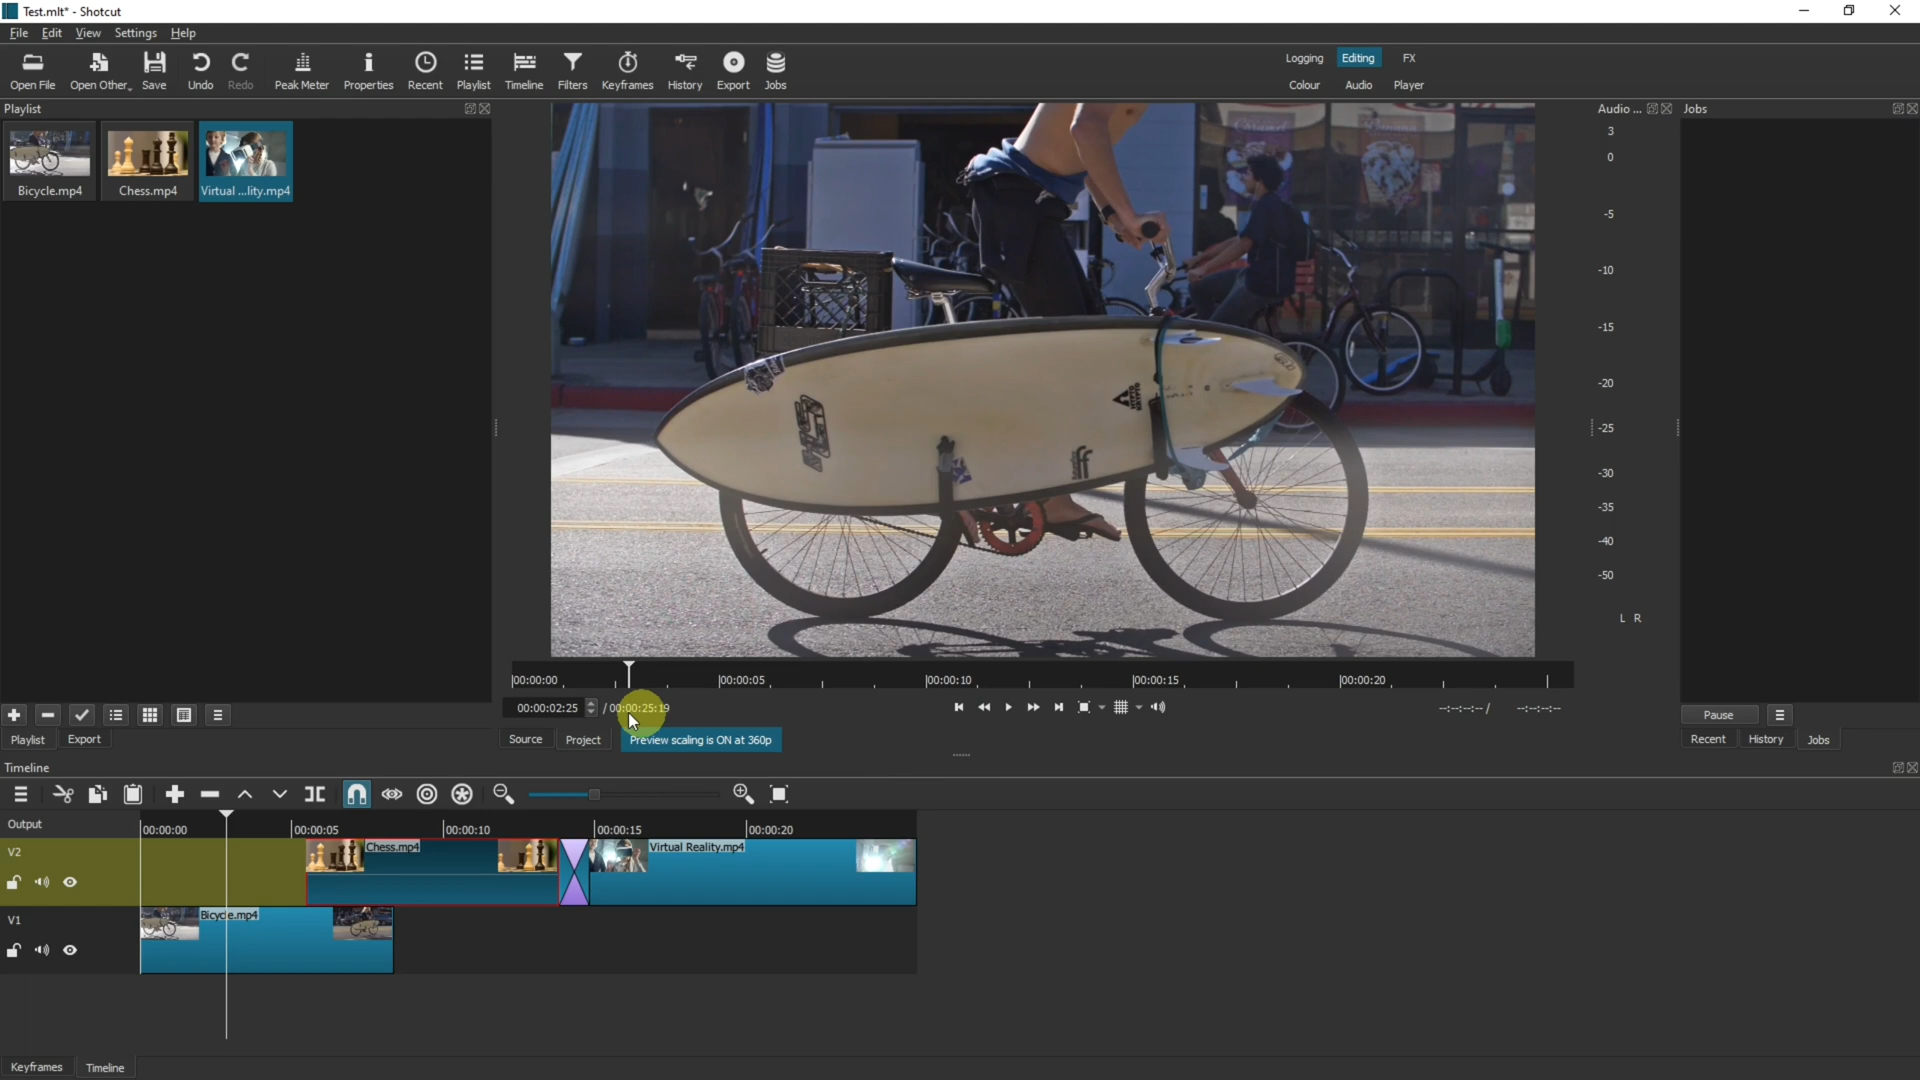 Test.mlt* - Shotcut
File Edit View Settings Help
Open File Open Other.. Save Undo Redo Peak Meter Properties Recent Playlist Timeline Filters Keyframes History Export Jobs
Logging Editing FX
Colour Audio Player
Playlist
Audio ...
Jobs
Bicycle.mp4 Chess.mp4 Virtual ...lity.mp4
3
0
-5
-10
-15
-20
-25
-30
-35
-40
-50
L R
00:00:00 00:00:05 00:00:10 00:00:15 00:00:20
00:00:02:25 / 00:00:25:19
--:--:--:-- / --:--:--:--
Pause
Playlist Export
Source Project Preview scaling is ON at 360p
Recent History Jobs
Timeline
Output
00:00:00 00:00:05 00:00:10 00:00:15 00:00:20
V2
Chess.mp4
Virtual Reality.mp4
V1
Bicycle.mp4
Keyframes Timeline